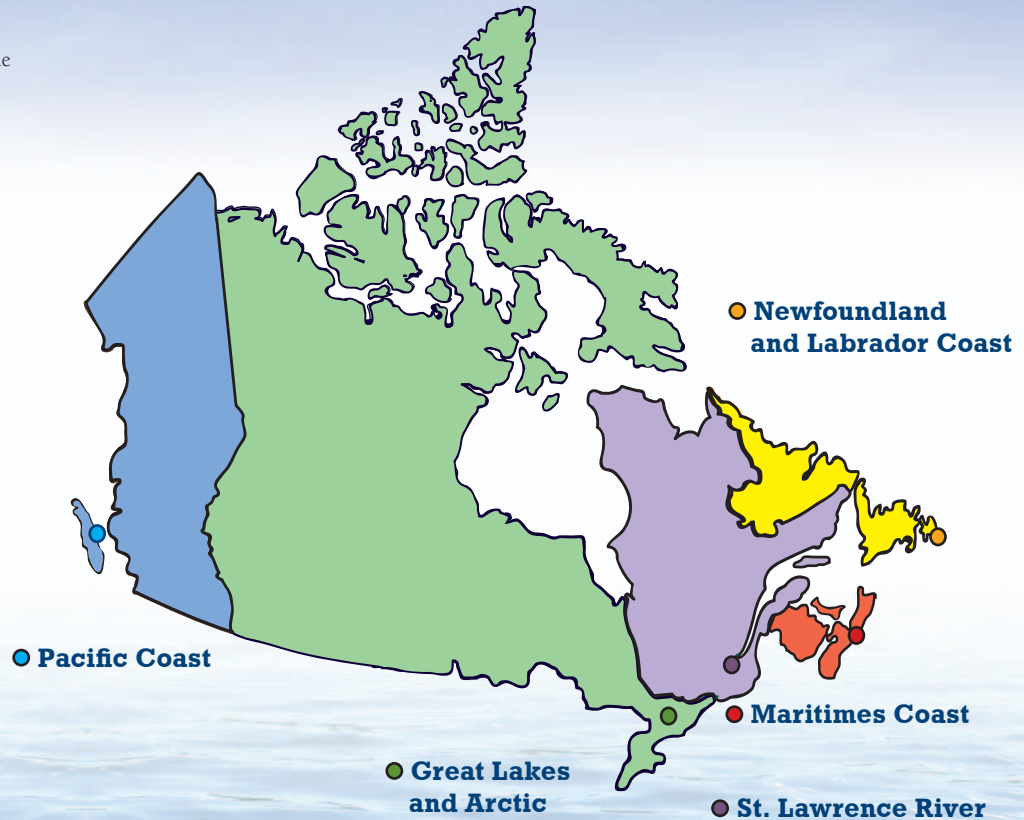 Newfoundland
and Labrador Coast
Pacific Coast
Maritimes Coast
Great Lakes
and Arctic
St. Lawrence River